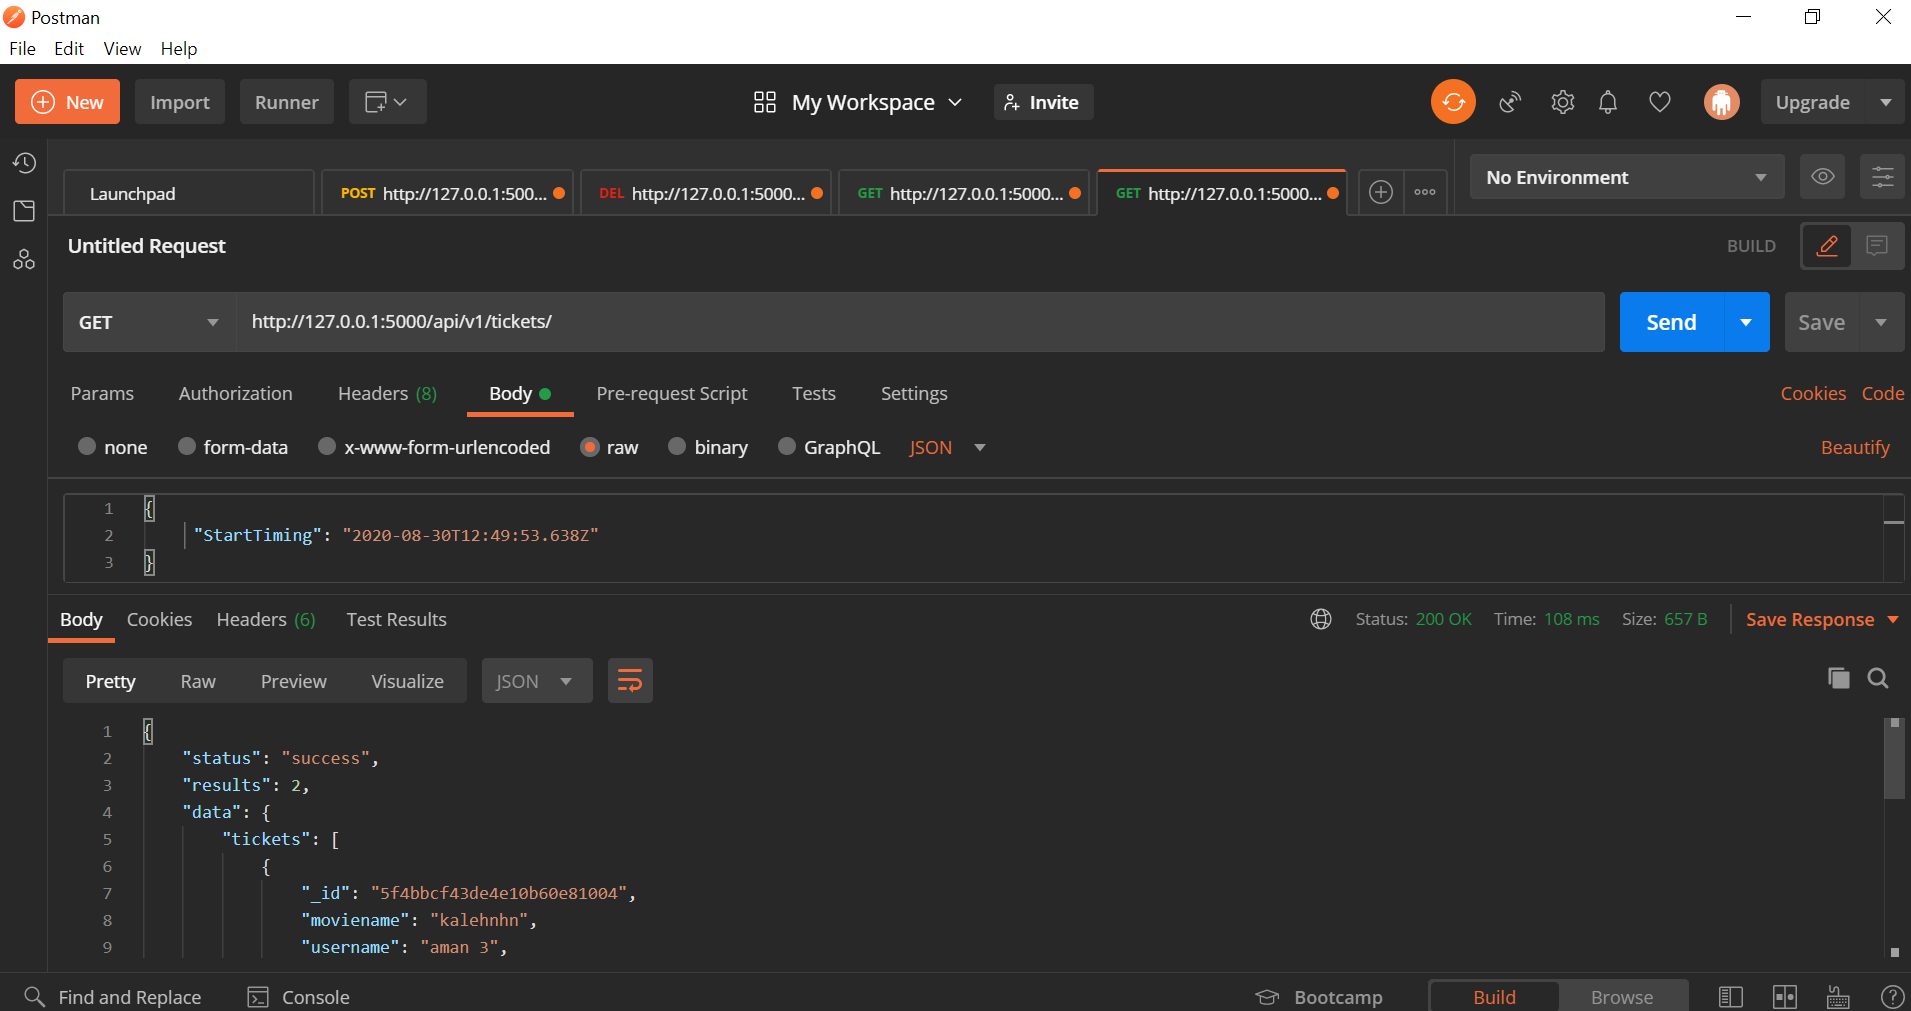 Postman
File Edit View Help
New Import Runner My Workspace Invite Upgrade
Launchpad POST http://127.0.0.1:500... DEL http://127.0.0.1:5000... GET http://127.0.0.1:5000... GET http://127.0.0.1:5000... No Environment
Untitled Request BUILD
GET http://127.0.0.1:5000/api/v1/tickets/ Send Save
Params Authorization Headers (8) Body Pre-request Script Tests Settings Cookies Code
none form-data x-www-form-urlencoded raw binary GraphQL JSON Beautify
1 {
2 "StartTiming": "2020-08-30T12:49:53.638Z"
3 }
Body Cookies Headers (6) Test Results Status: 200 OK Time: 108 ms Size: 657 B Save Response
Pretty Raw Preview Visualize JSON
1 {
2 "status": "success",
3 "results": 2,
4 "data": {
5 "tickets": [
6 {
7 "_id": "5f4bbcf43de4e10b60e81004",
8 "moviename": "kalehnhn",
9 "username": "aman 3",
Find and Replace Console Bootcamp Build Browse